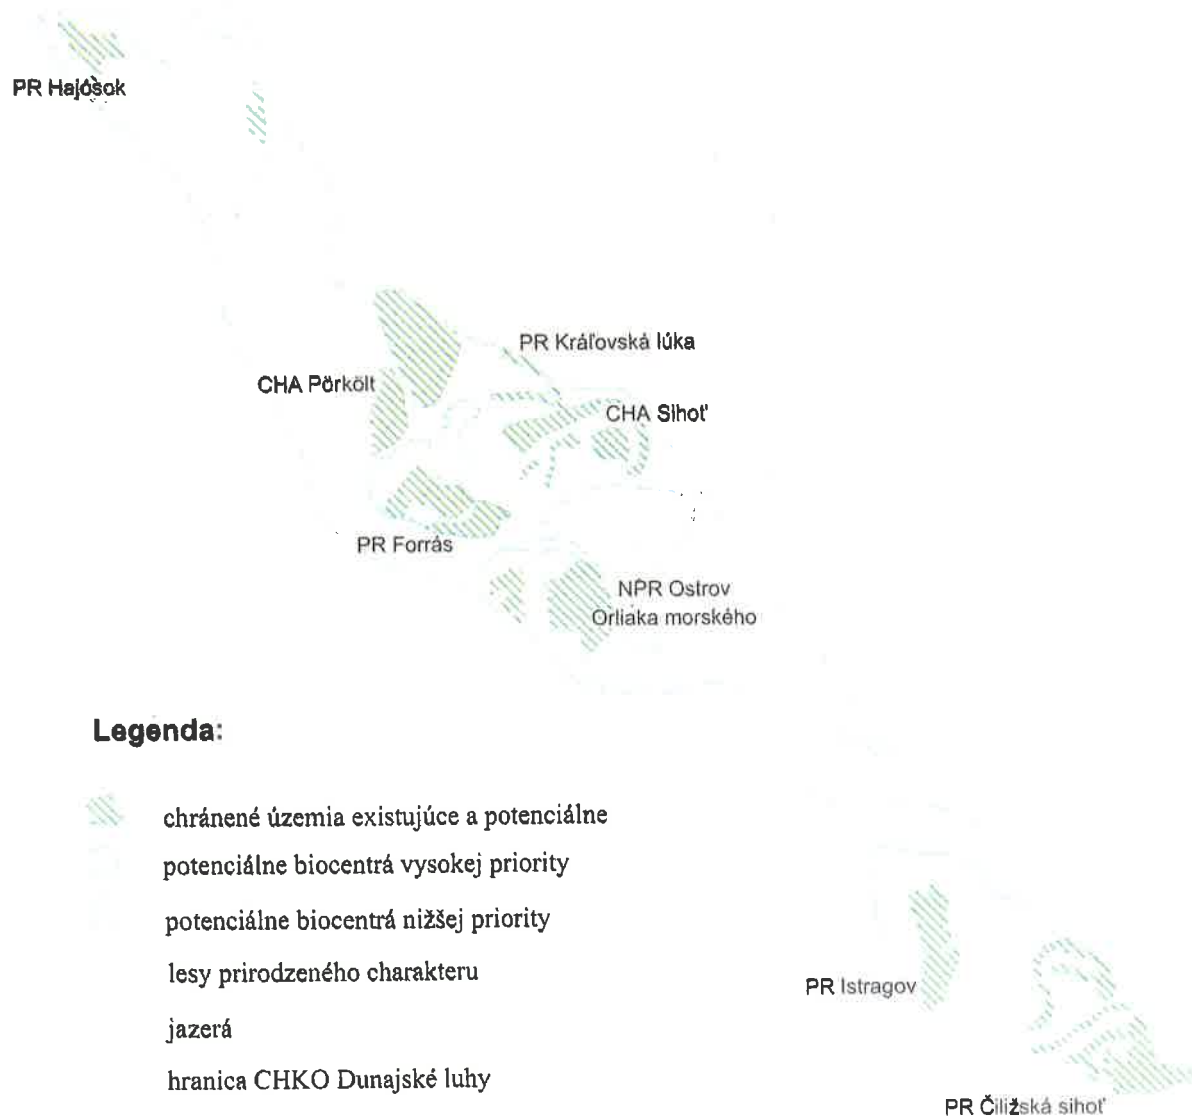 PR Hajósok
PR Kráľovská lúka
CHA Pörkölt
CHA Sihoť
PR Forrás
NPR Ostrov
Orliaka morského
Legenda:
chránené územia existujúce a potenciálne
potenciálne biocentrá vysokej priority
potenciálne biocentrá nižšej priority
lesy prirodzeného charakteru
jazerá
hranica CHKO Dunajské luhy
PR Istragov
PR Čiližská sihoť